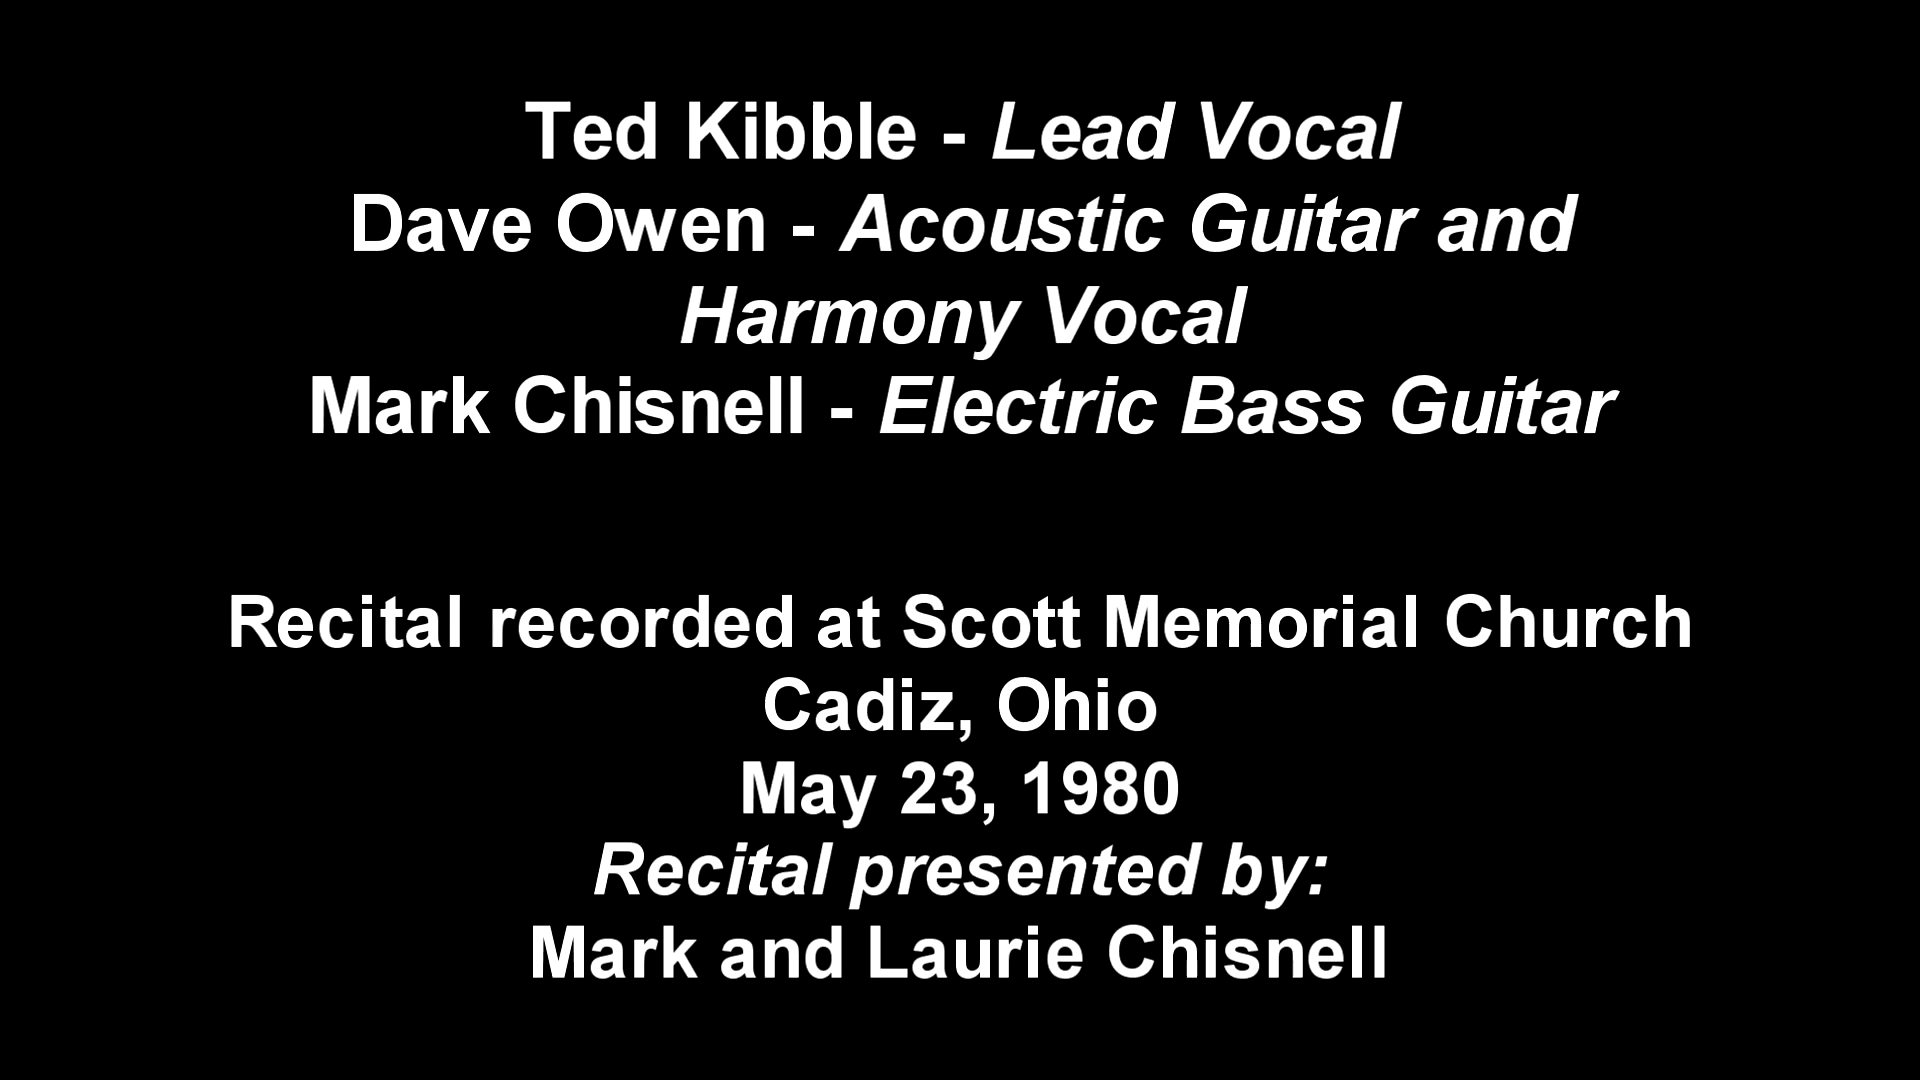 Ted Kibble - Lead Vocal
Dave Owen - Acoustic Guitar and
Harmony Vocal
Mark Chisnell - Electric Bass Guitar
Recital recorded at Scott Memorial Church
Cadiz, Ohio
May 23, 1980
Recital presented by:
Mark and Laurie Chisnell